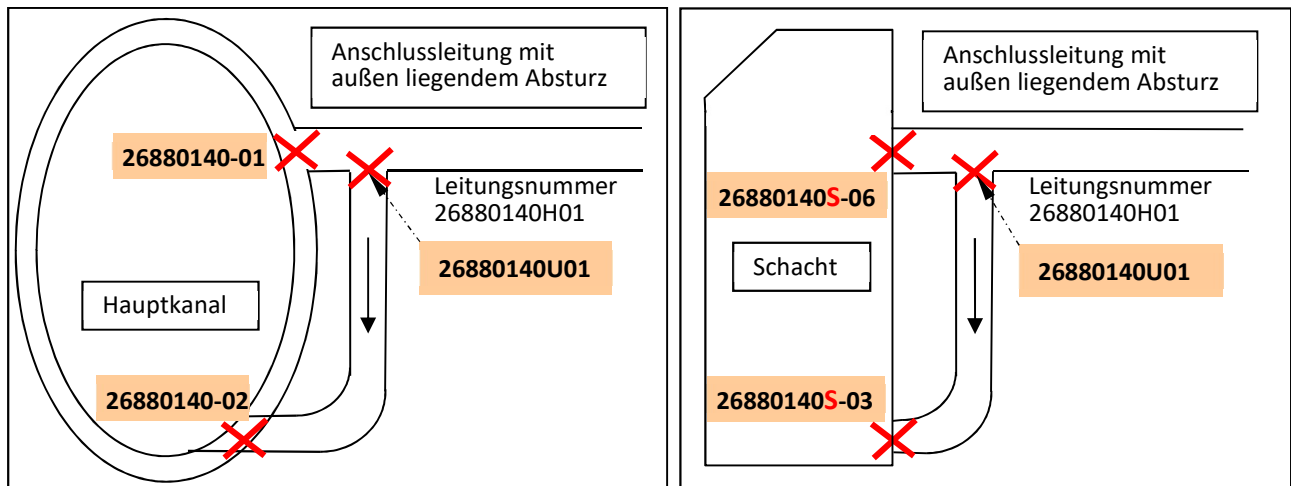 Anschlussleitung mit
außen liegendem Absturz
26880140-01
Leitungsnummer
26880140H01
26880140U01
Hauptkanal
26880140-02
Anschlussleitung mit
außen liegendem Absturz
26880140S-06
Leitungsnummer
26880140H01
Schacht
26880140U01
26880140S-03